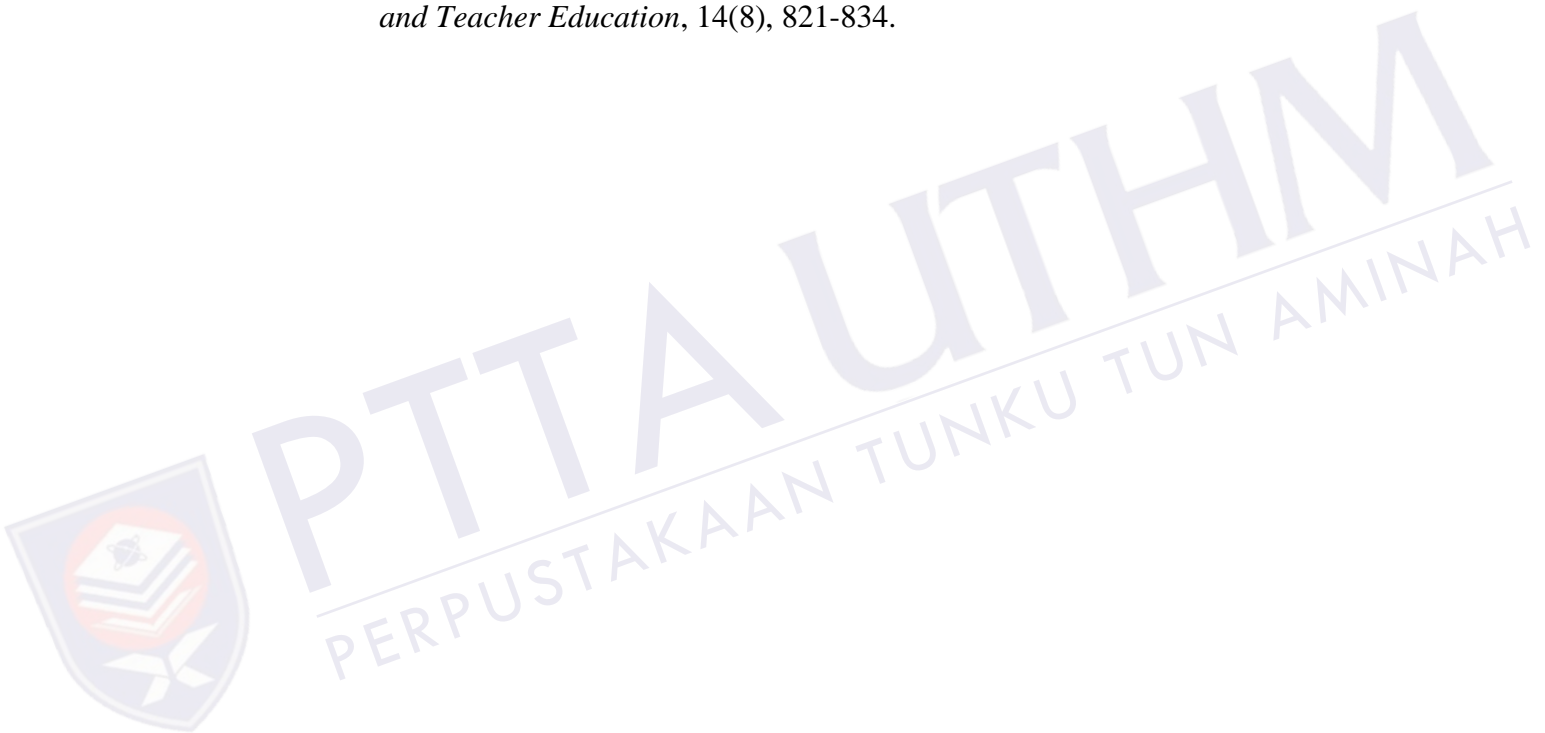 and Teacher Education, 14(8), 821-834.
PTTA UTHM
PERPUSTAKAAN TUNKU TUN AMINAH